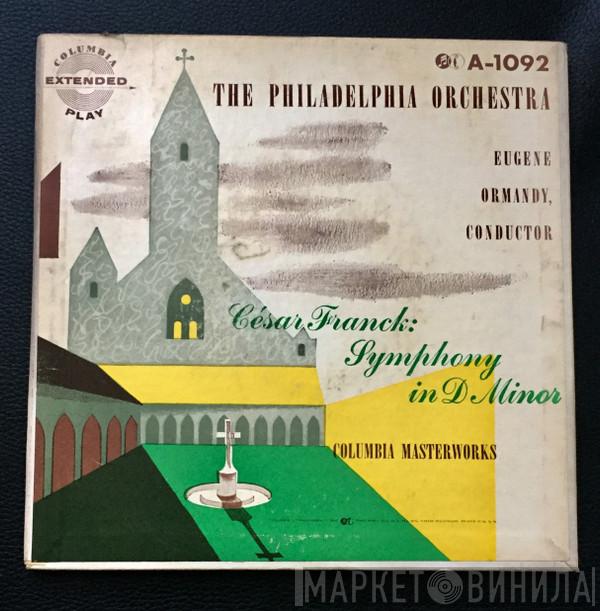 COLUMBIA
EXTENDED
PLAY
A-1092
THE PHILADELPHIA ORCHESTRA
EUGENE
ORMANDY,
CONDUCTOR
César Franck:
Symphony
in D Minor
COLUMBIA MASTERWORKS
МАРКЕТ ВИНИЛА